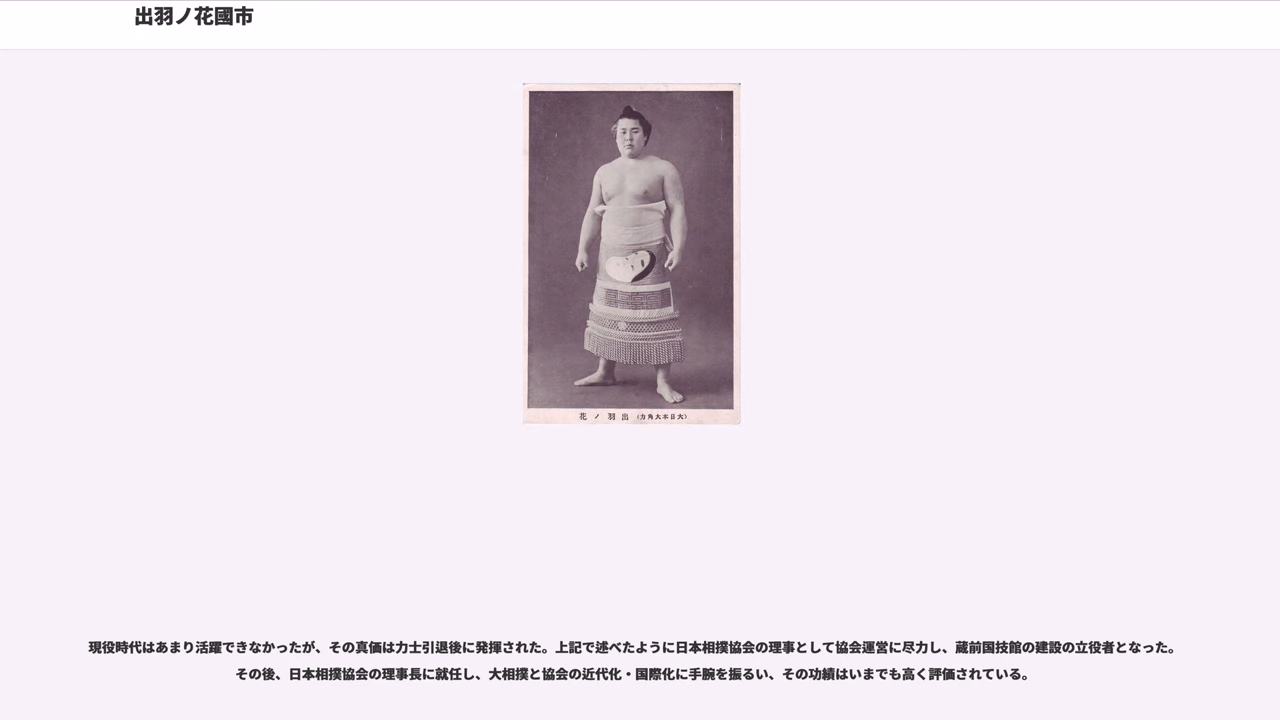 出羽ノ花國市
花ノ羽出 (力角大本日大)
現役時代はあまり活躍できなかったが、その真価は力士引退後に発揮された。上記で述べたように日本相撲協会の理事として協会運営に尽力し、蔵前国技館の建設の立役者となった。
その後、日本相撲協会の理事長に就任し、大相撲と協会の近代化・国際化に手腕を振るい、その功績はいまでも高く評価されている。